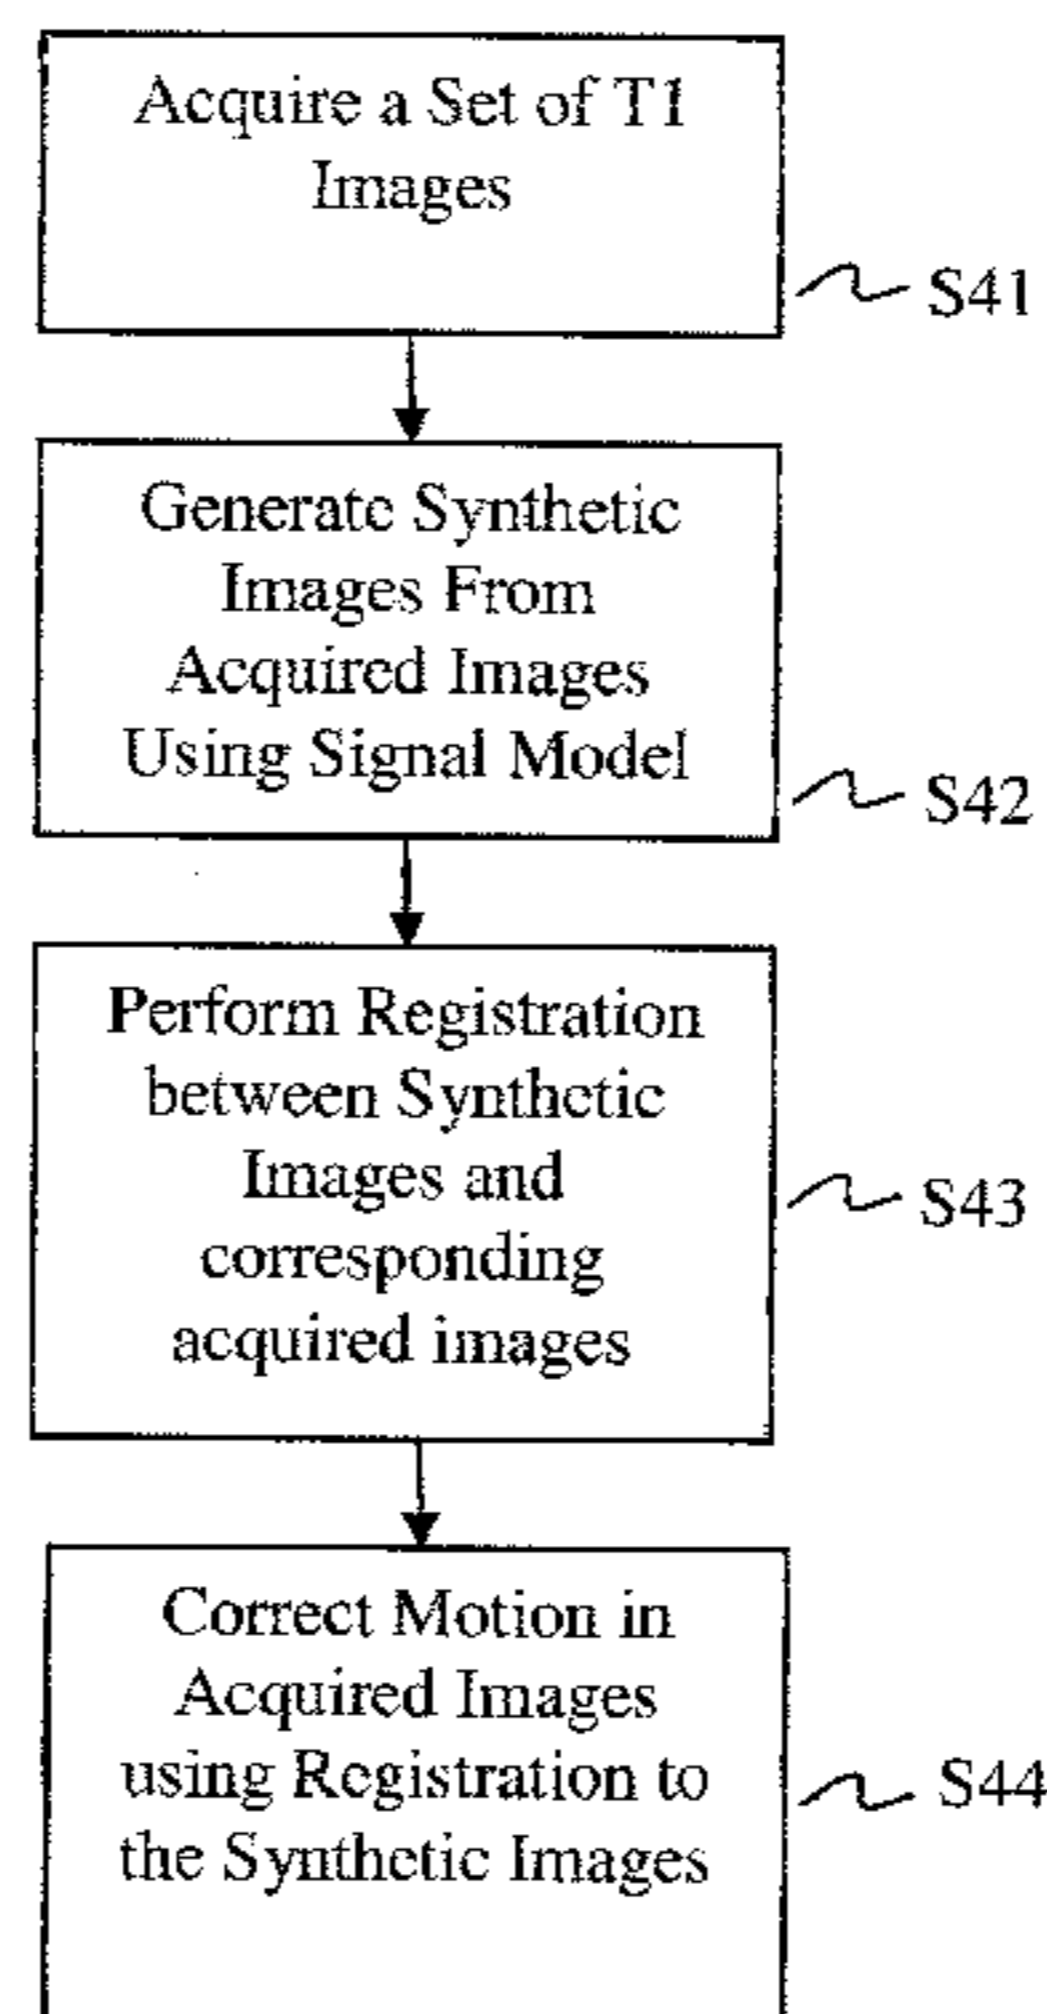 Acquire a Set of T1
Images
S41
Generate Synthetic
Images From
Acquired Images
Using Signal Model
S42
Perform Registration
between Synthetic
Images and
corresponding
acquired images
S43
Correct Motion in
Acquired Images
using Registration to
the Synthetic Images
S44